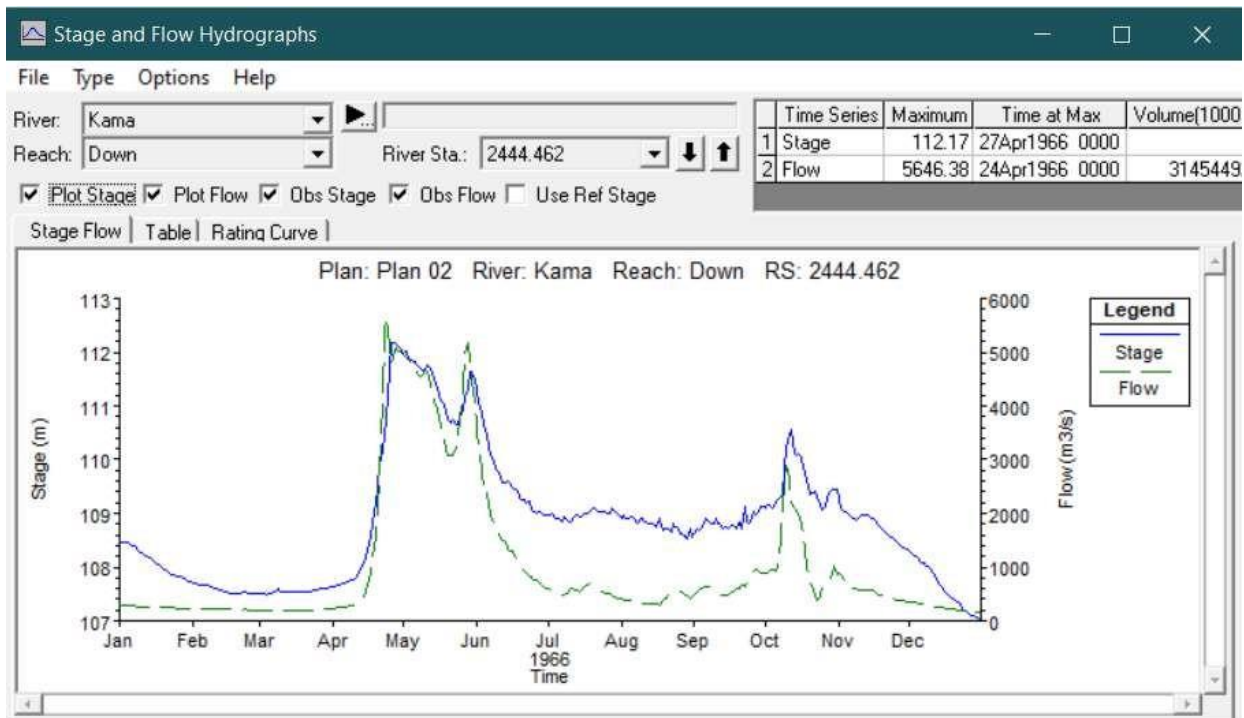 Stage and Flow Hydrographs
File Type Options Help
River: Kama
Reach: Down River Sta.: 2444.462
Plot Stage Plot Flow Obs Stage Obs Flow Use Ref Stage
Time Series Maximum Time at Max Volume(1000
1 Stage 112.17 27Apr1966 0000
2 Flow 5646.38 24Apr1966 0000 3145449
Stage Flow Table Rating Curve
Plan: Plan 02 River: Kama Reach: Down RS: 2444.462
113
112
111
110
109
108
107
Stage (m)
6000
5000
4000
3000
2000
1000
0
Flow (m3/s)
Legend
Stage
Flow
Jan Feb Mar Apr May Jun Jul Aug Sep Oct Nov Dec
1966
Time